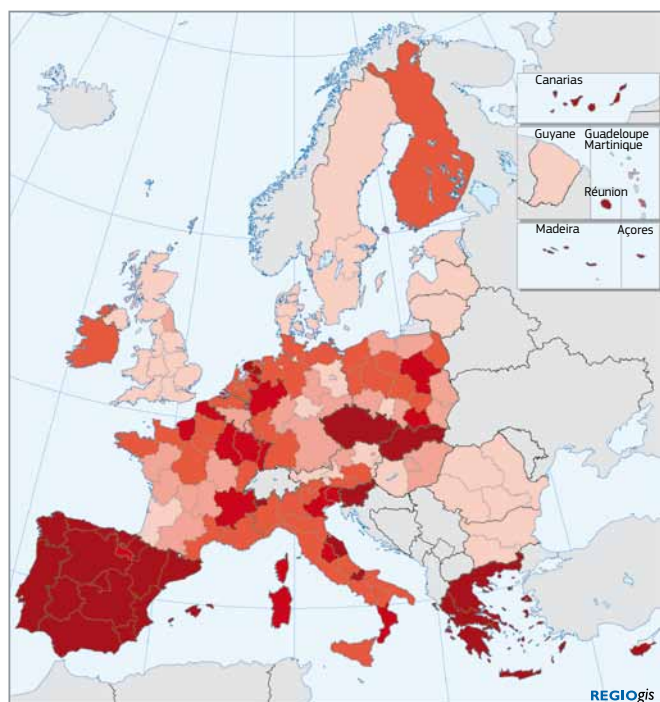 Canarias
Guyane
Guadeloupe
Martinique
Réunion
Madeira
Açores
REGIOgis